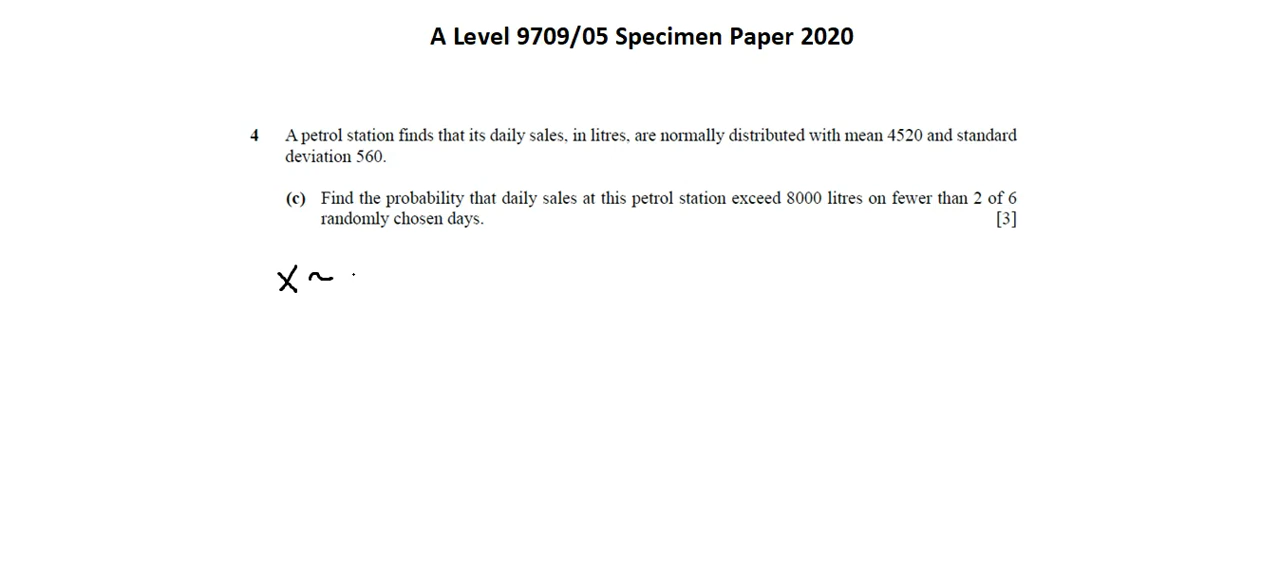 A Level 9709/05 Specimen Paper 2020
4 A petrol station finds that its daily sales, in litres, are normally distributed with mean 4520 and standard
deviation 560.
(c) Find the probability that daily sales at this petrol station exceed 8000 litres on fewer than 2 of 6
randomly chosen days. [3]
X ~